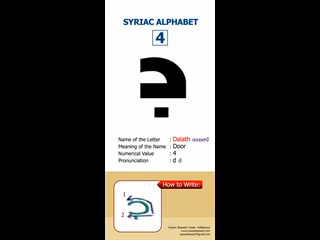 SYRIAC ALPHABET
4
ܕ
Name of the Letter : Dalath
Meaning of the Name : Door
Numerical Value : 4
Pronunciation : d
How to Write:
1
2